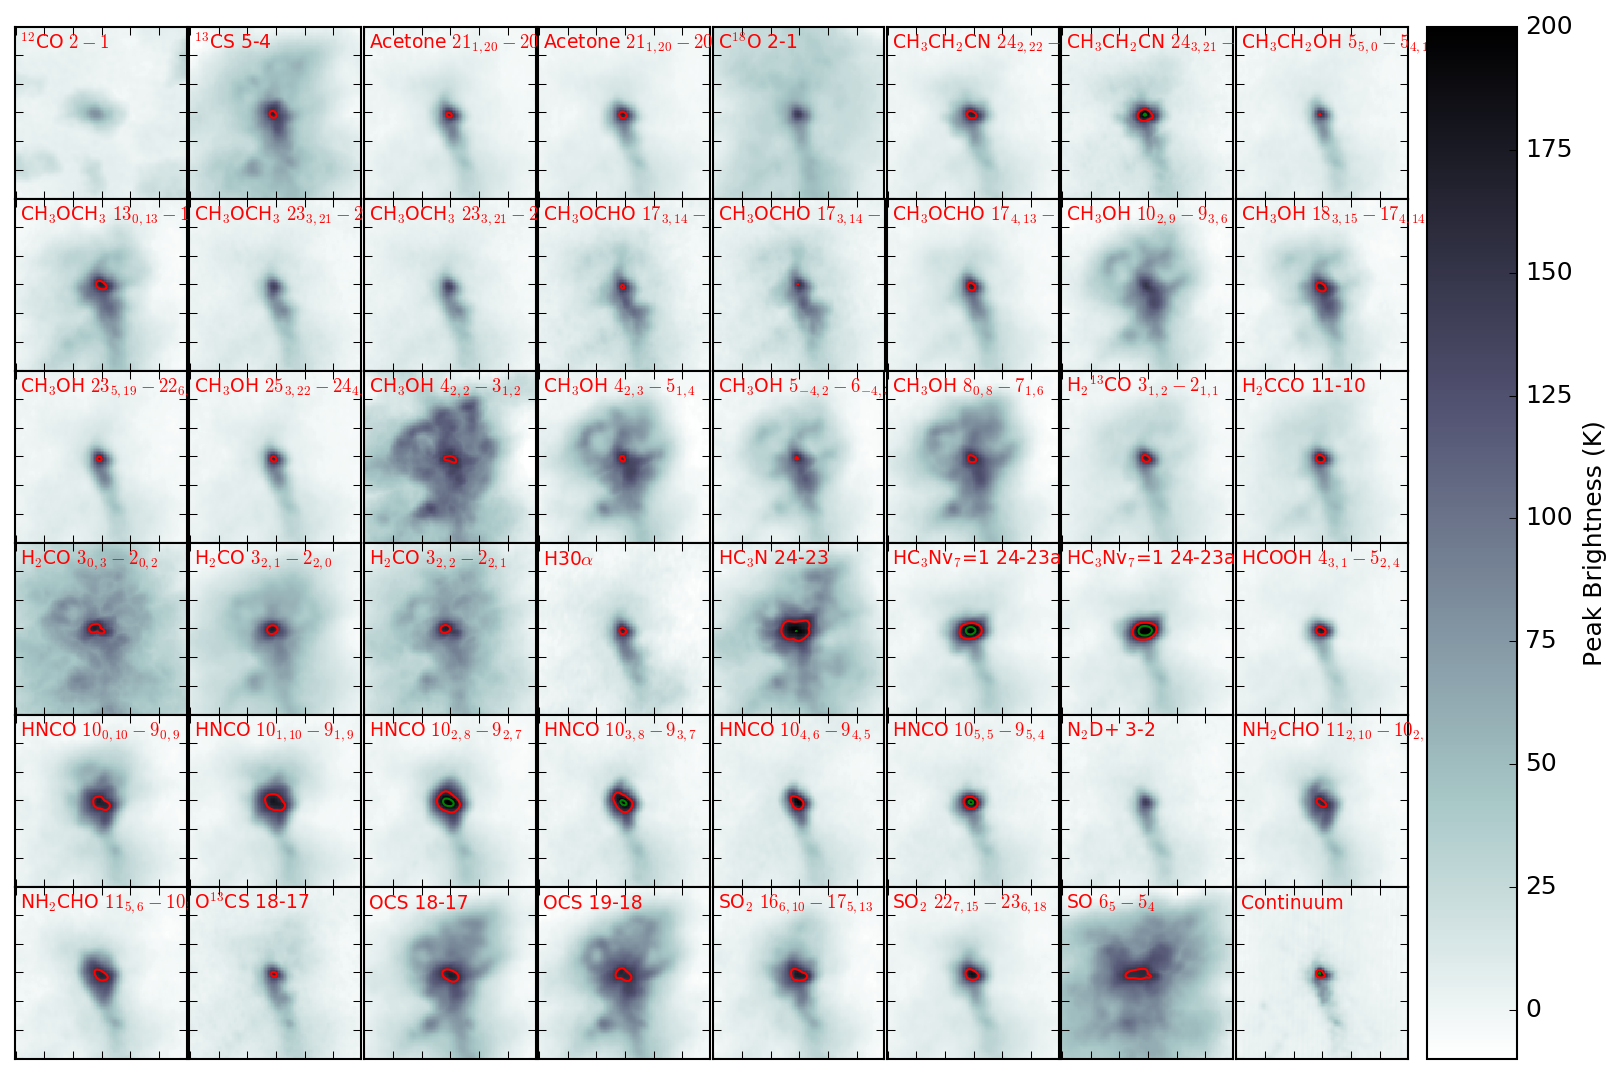 ¹²CO 2 − 1
¹³CS 5-4
Acetone 21₁,₂₀ − 20
Acetone 21₁,₂₀ − 20
C¹⁸O 2-1
CH₃CH₂CN 24₂,₂₂ −
CH₃CH₂CN 24₃,₂₁ −
CH₃CH₂OH 5₅,₀ − 5₄,₁
CH₃OCH₃ 13₀,₁₃ − 1
CH₃OCH₃ 23₃,₂₁ − 2
CH₃OCH₃ 23₃,₂₁ − 2
CH₃OCHO 17₃,₁₄ −
CH₃OCHO 17₃,₁₄ −
CH₃OCHO 17₄,₁₃ −
CH₃OH 10₂,₉ − 9₃,₆
CH₃OH 18₃,₁₅ − 17₄,₁₄
CH₃OH 23₅,₁₉ − 22₆
CH₃OH 25₃,₂₂ − 24₄
CH₃OH 4₂,₂ − 3₁,₂
CH₃OH 4₂,₃ − 5₁,₄
CH₃OH 5₋₄,₂ − 6₋₄,
CH₃OH 8₀,₈ − 7₁,₆
H₂¹³CO 3₁,₂ − 2₁,₁
H₂CCO 11-10
H₂CO 3₀,₃ − 2₀,₂
H₂CO 3₂,₁ − 2₂,₀
H₂CO 3₂,₂ − 2₂,₁
H30α
HC₃N 24-23
HC₃Nv₇=1 24-23a
HC₃Nv₇=1 24-23a
HCOOH 4₃,₁ − 5₂,₄
HNCO 10₀,₁₀ − 9₀,₉
HNCO 10₁,₁₀ − 9₁,₉
HNCO 10₂,₈ − 9₂,₇
HNCO 10₃,₈ − 9₃,₇
HNCO 10₄,₆ − 9₄,₅
HNCO 10₅,₅ − 9₅,₄
N₂D+ 3-2
NH₂CHO 11₂,₁₀ − 10₂,
NH₂CHO 11₅,₆ − 10
O¹³CS 18-17
OCS 18-17
OCS 19-18
SO₂ 16₆,₁₀ − 17₅,₁₃
SO₂ 22₇,₁₅ − 23₆,₁₈
SO 6₅ − 5₄
Continuum
200
175
150
125
100
75
50
25
0
Peak Brightness (K)